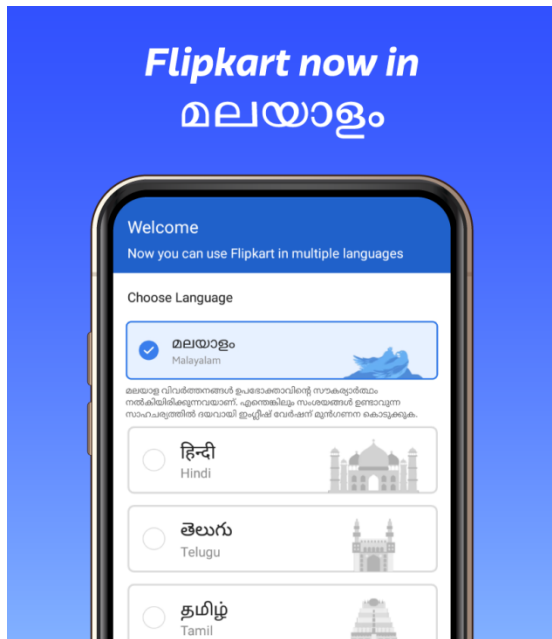 Flipkart now in
മലയാളം
Welcome
Now you can use Flipkart in multiple languages
Choose Language
മലയാളം
Malayalam
മലയാള വിവർത്തനങ്ങൾ ഉപഭോക്താവിന്റെ സൗകര്യാർത്ഥം
നൽകിയിരിക്കുന്നവയാണ്. എന്തെങ്കിലും സംശയങ്ങൾ ഉണ്ടാവുന്ന
സാഹചര്യത്തിൽ ദയവായി ഇംഗ്ലീഷ് വേർഷന് മുൻഗണന കൊടുക്കുക.
हिन्दी
Hindi
తెలుగు
Telugu
தமிழ்
Tamil